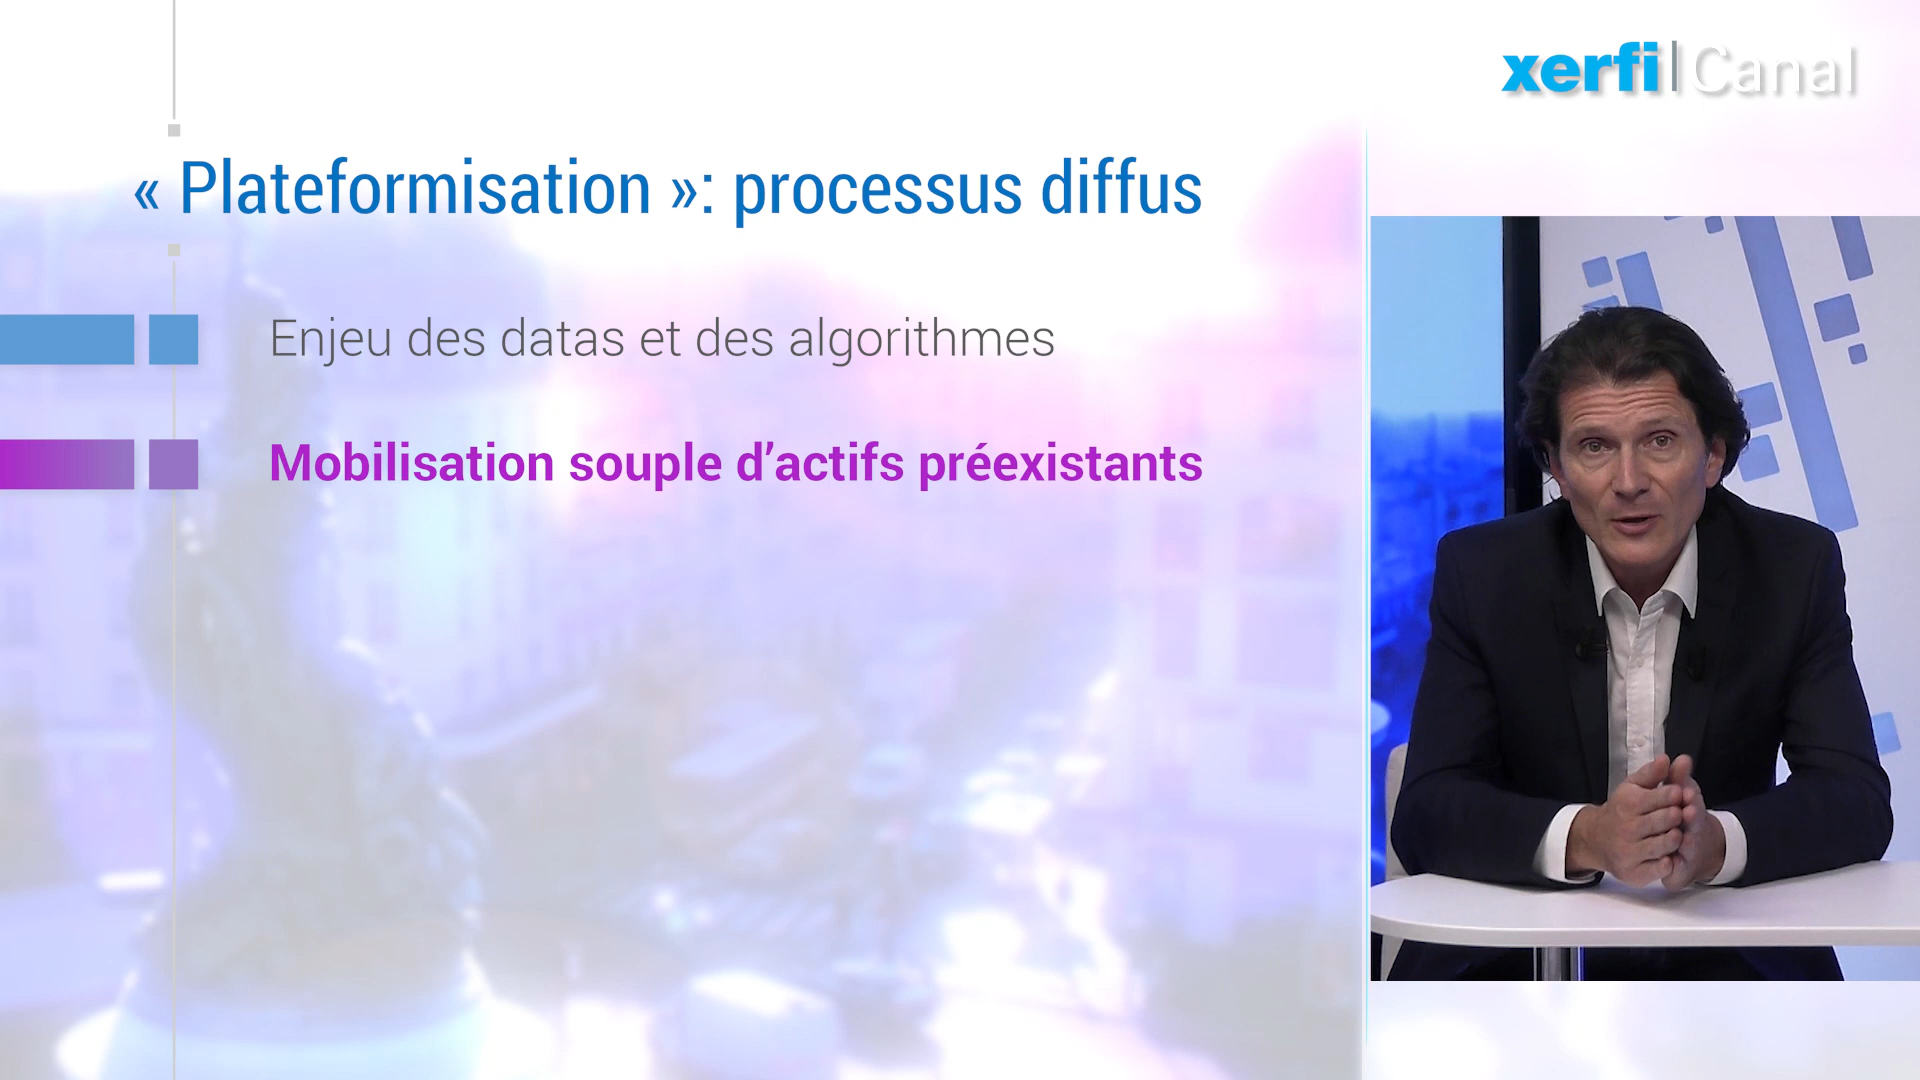 xerfi|Canal
« Plateformisation »: processus diffus
Enjeu des datas et des algorithmes
Mobilisation souple d’actifs préexistants